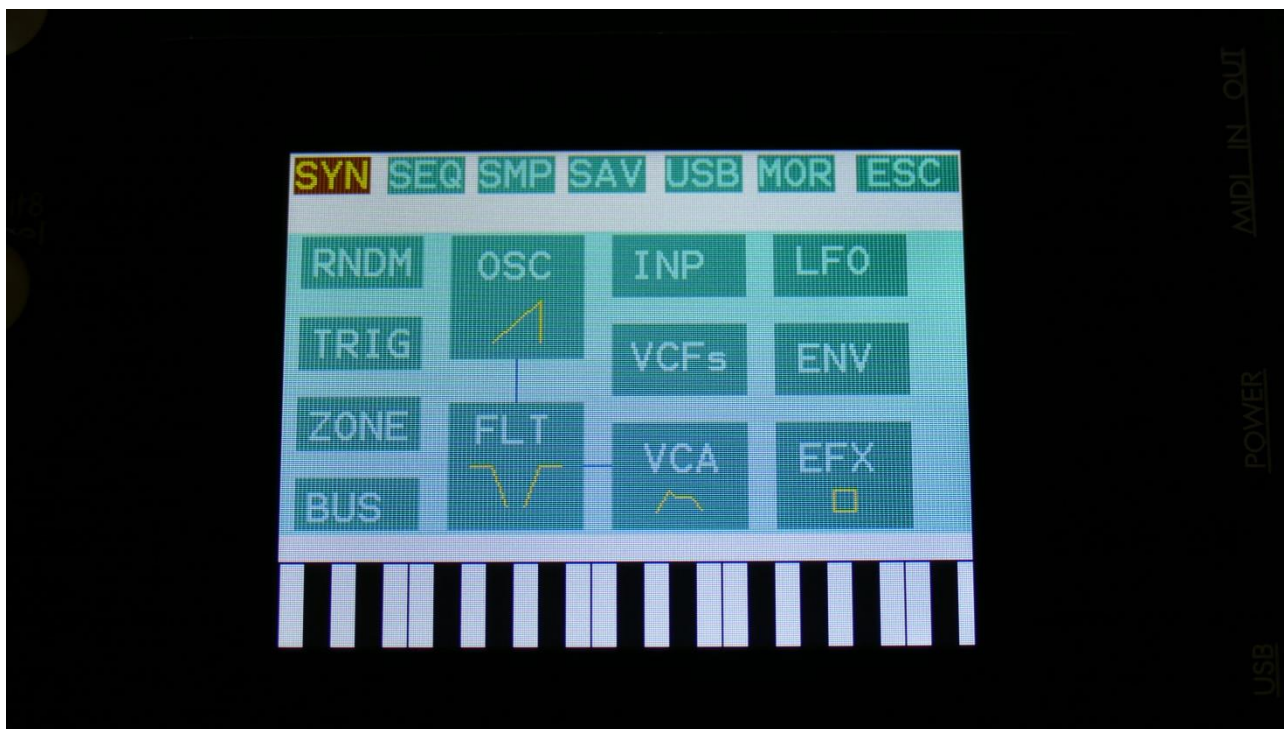 SYN SEQ SMP SAV USB MOR ESC
RNDM OSC INP LFO
TRIG VCFs ENV
ZONE FLT VCA EFX
BUS
MIDI IN OUT
POWER
USB